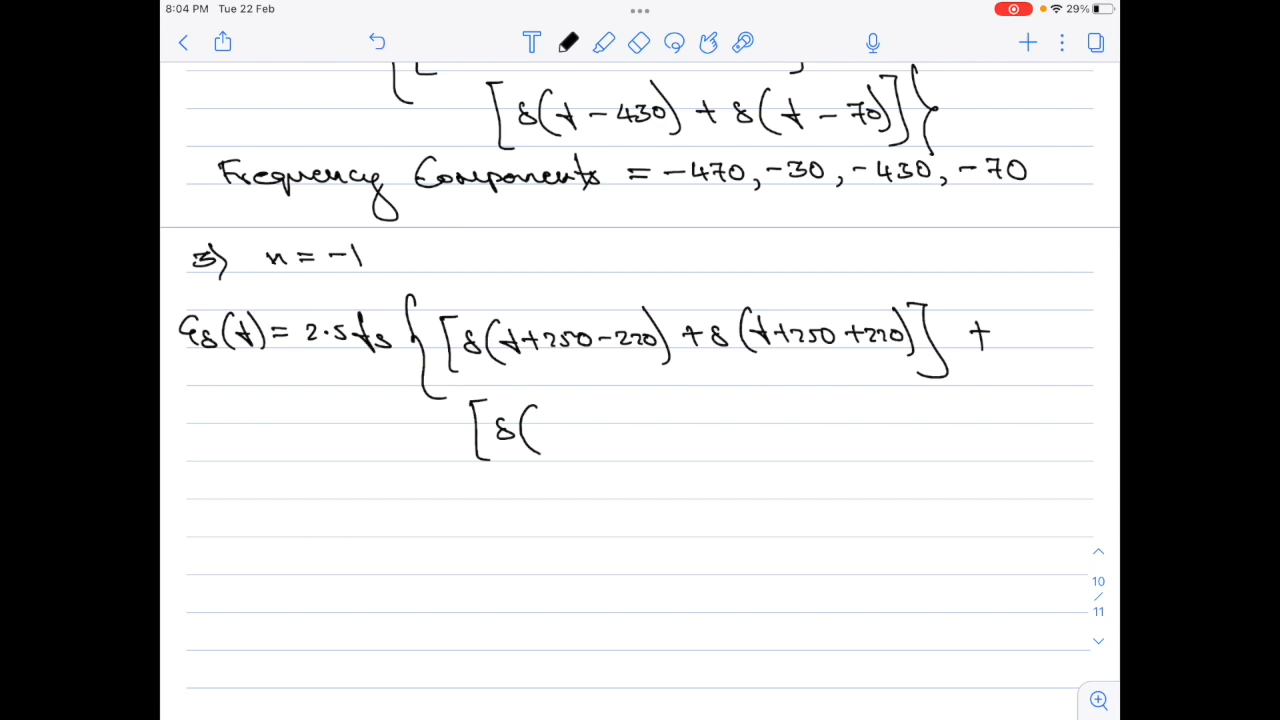 8:04 PM Tue 22 Feb
29%
[δ(f - 430) + δ(f - 70)]}
Frequency Components = -470, -30, -430, -70
3) n = -1
Gδ(f) = 2.5fs { [δ(f+250-220) + δ(f+250+220)] +
[δ(
10
/
11